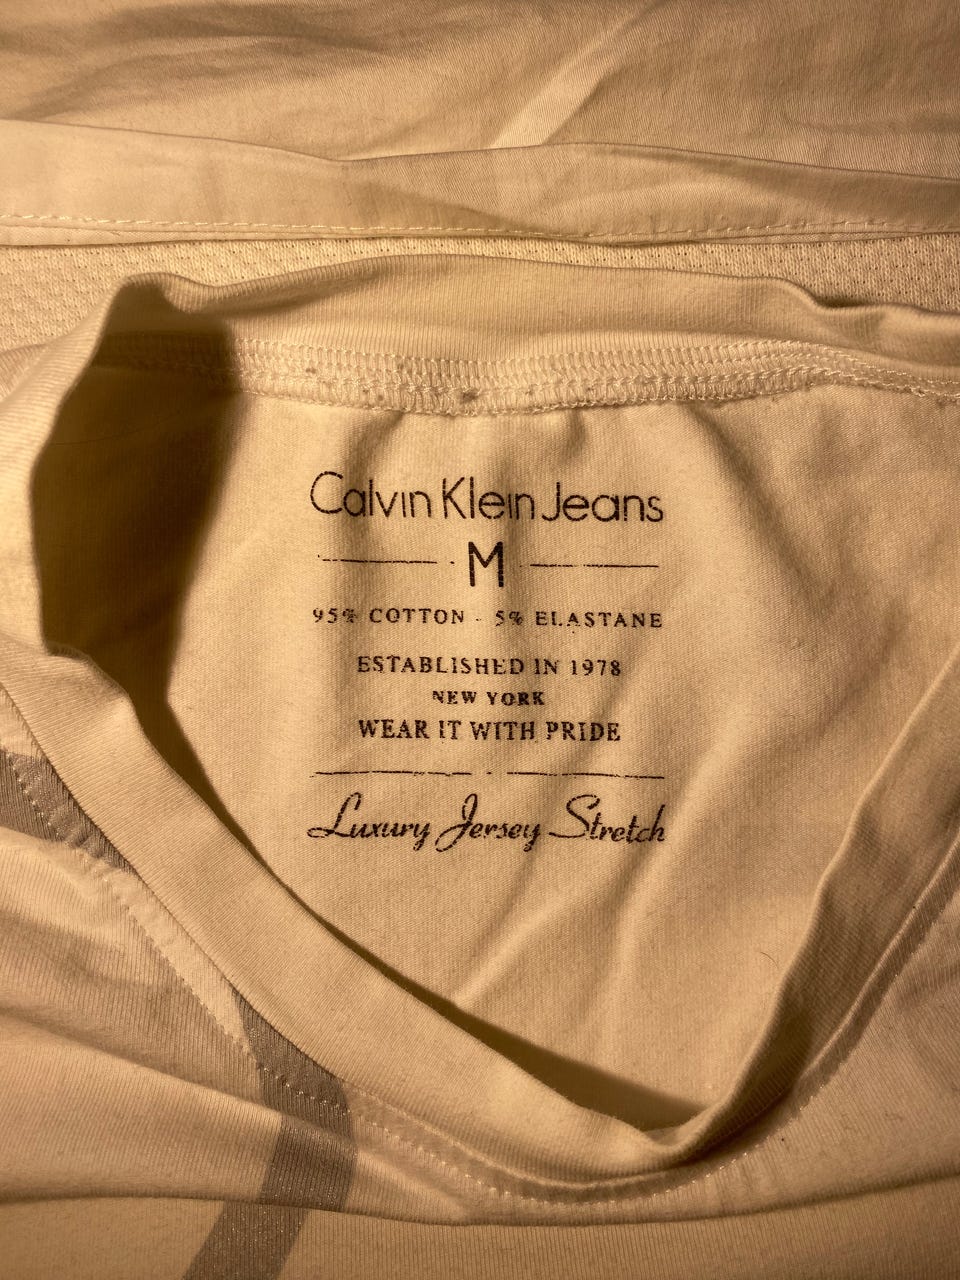 Calvin Klein Jeans
M
95% COTTON - 5% ELASTANE
ESTABLISHED IN 1978
NEW YORK
WEAR IT WITH PRIDE
Luxury Jersey Stretch